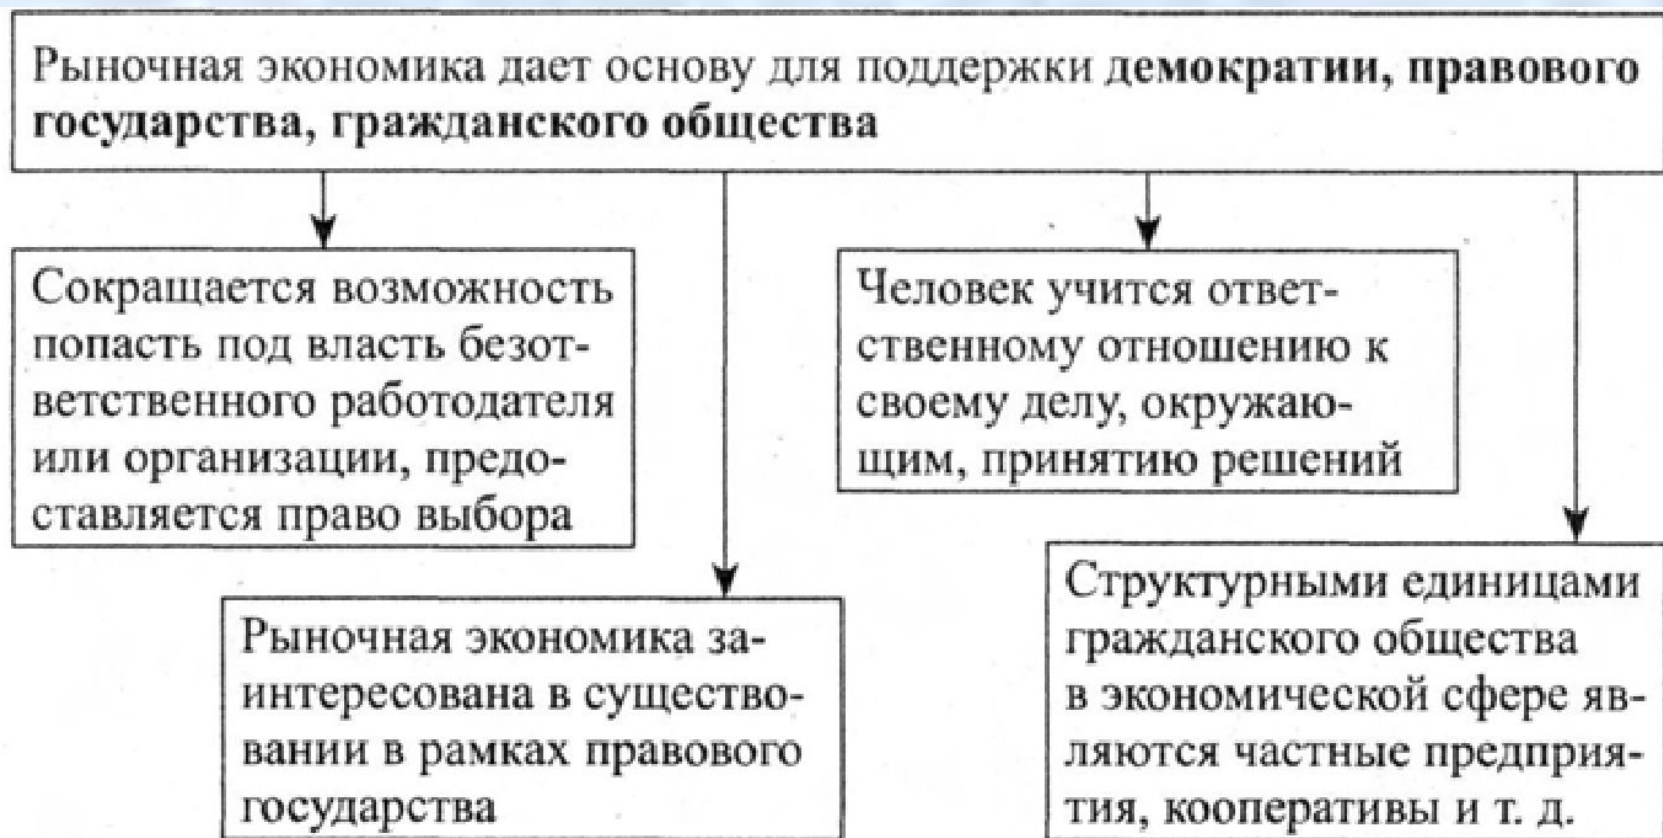 Рыночная экономика дает основу для поддержки демократии, правового
государства, гражданского общества
Сокращается возможность
попасть под власть безот-
ветственного работодателя
или организации, предо-
ставляется право выбора
Рыночная экономика за-
интересована в существо-
вании в рамках правового
государства
Человек учится ответ-
ственному отношению к
своему делу, окружаю-
щим, принятию решений
Структурными единицами
гражданского общества
в экономической сфере яв-
ляются частные предприя-
тия, кооперативы и т. д.